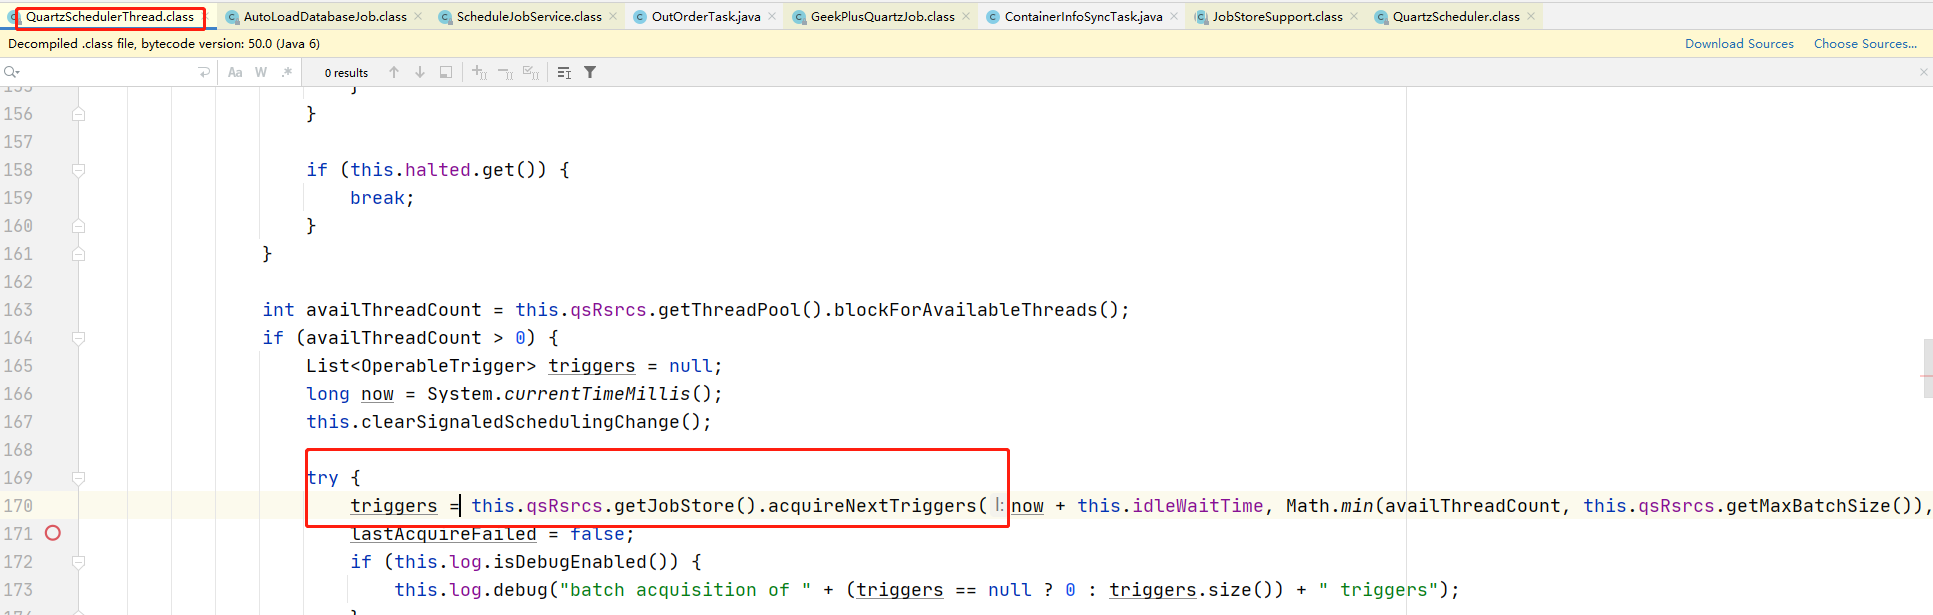 QuartzSchedulerThread.class AutoLoadDatabaseJob.class ScheduleJobService.class OutOrderTask.java GeekPlusQuartzJob.class ContainerInfoSyncTask.java JobStoreSupport.class QuartzScheduler.class
Decompiled .class file, bytecode version: 50.0 (Java 6) Download Sources Choose Sources...
Aa W .* 0 results
155 }
156 }
157
158 if (this.halted.get()) {
159 break;
160 }
161 }
162
163 int availThreadCount = this.qsRsrcs.getThreadPool().blockForAvailableThreads();
164 if (availThreadCount > 0) {
165 List<OperableTrigger> triggers = null;
166 long now = System.currentTimeMillis();
167 this.clearSignaledSchedulingChange();
168
169 try {
170 triggers = this.qsRsrcs.getJobStore().acquireNextTriggers( l: now + this.idleWaitTime, Math.min(availThreadCount, this.qsRsrcs.getMaxBatchSize()),
171 lastAcquireFailed = false;
172 if (this.log.isDebugEnabled()) {
173 this.log.debug("batch acquisition of " + (triggers == null ? 0 : triggers.size()) + " triggers");
174 }